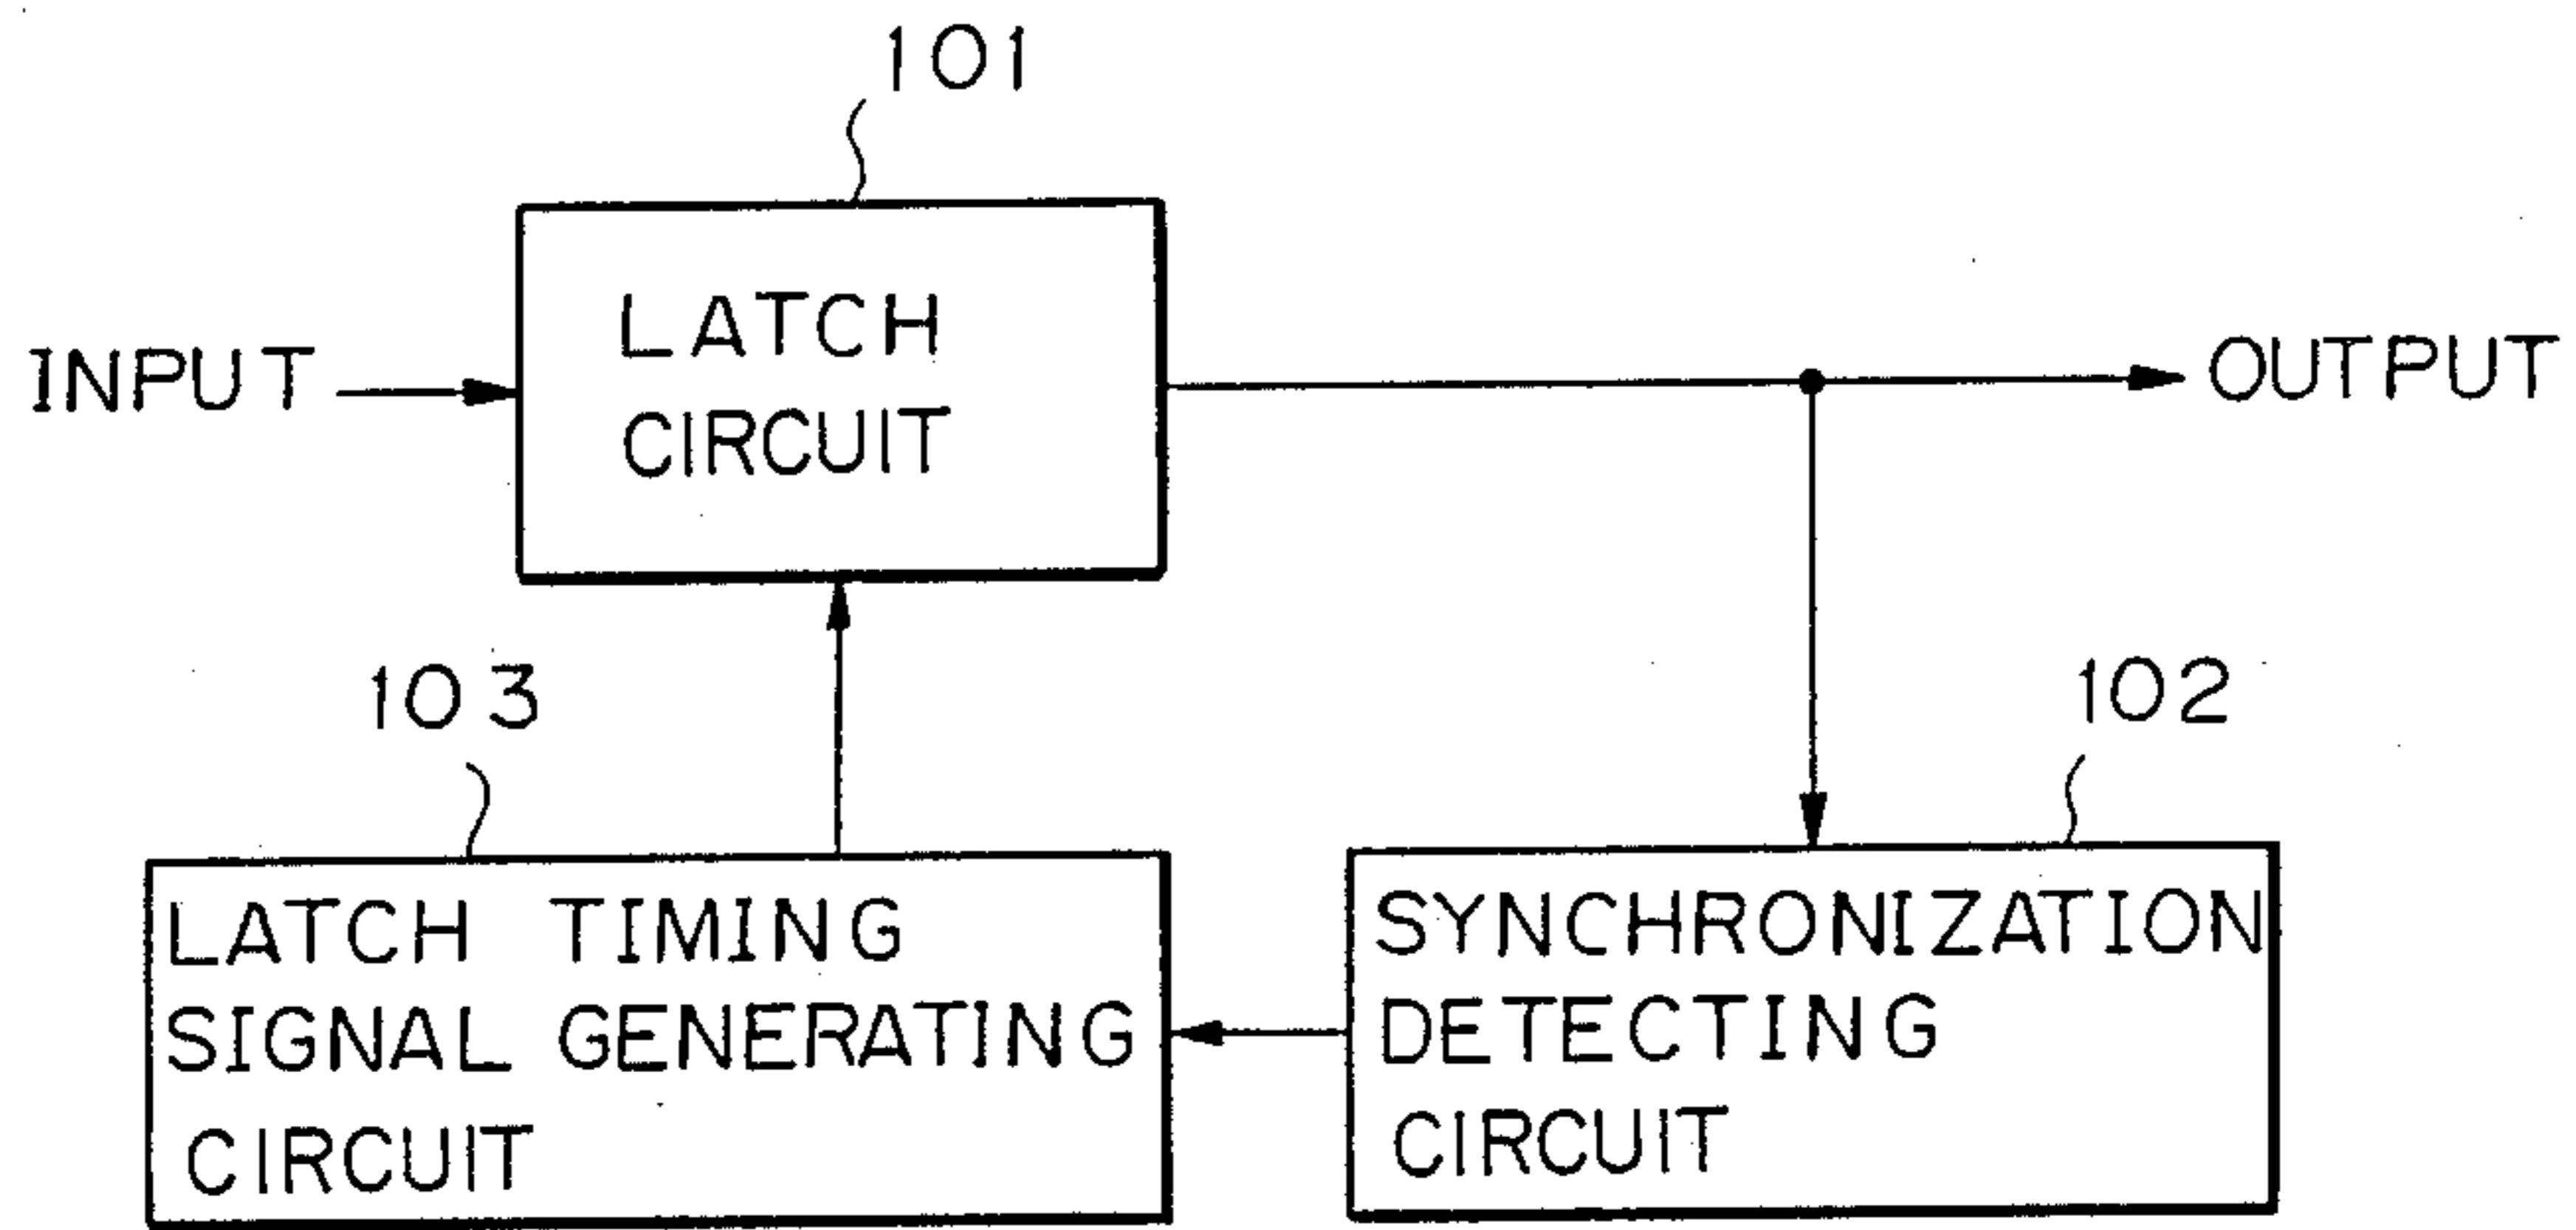 101
LATCH
CIRCUIT
INPUT
OUTPUT
103
102
LATCH TIMING
SIGNAL GENERATING
CIRCUIT
SYNCHRONIZATION
DETECTING
CIRCUIT